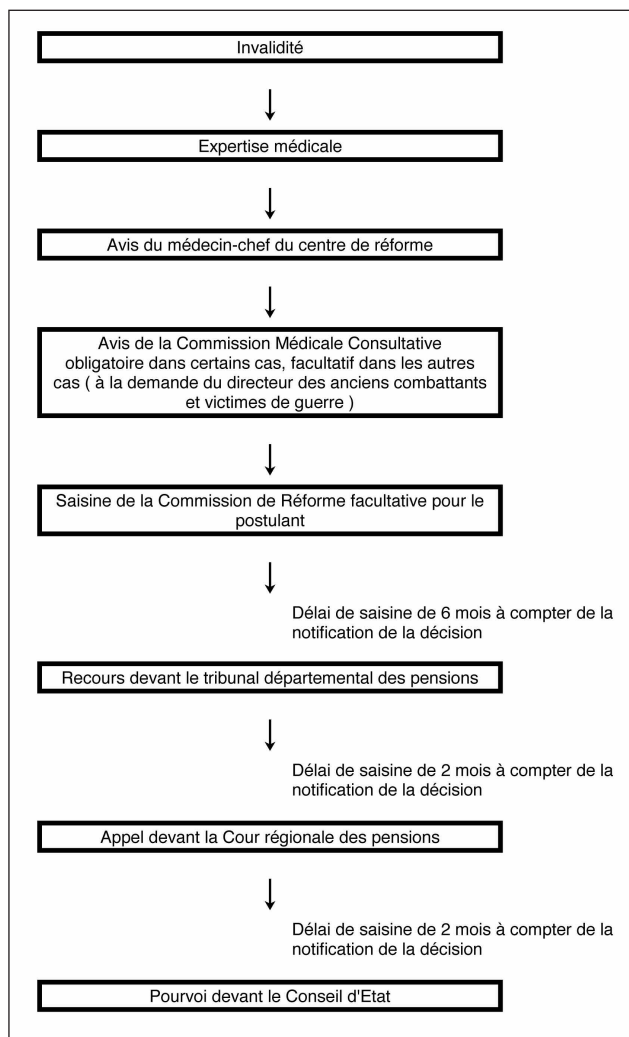 Invalidité
Expertise médicale
Avis du médecin-chef du centre de réforme
Avis de la Commission Médicale Consultative
obligatoire dans certains cas, facultatif dans les autres
cas ( à la demande du directeur des anciens combattants
et victimes de guerre )
Saisine de la Commission de Réforme facultative pour le
postulant
Délai de saisine de 6 mois à compter de la
notification de la décision
Recours devant le tribunal départemental des pensions
Délai de saisine de 2 mois à compter de la
notification de la décision
Appel devant la Cour régionale des pensions
Délai de saisine de 2 mois à compter de la
notification de la décision
Pourvoi devant le Conseil d'Etat